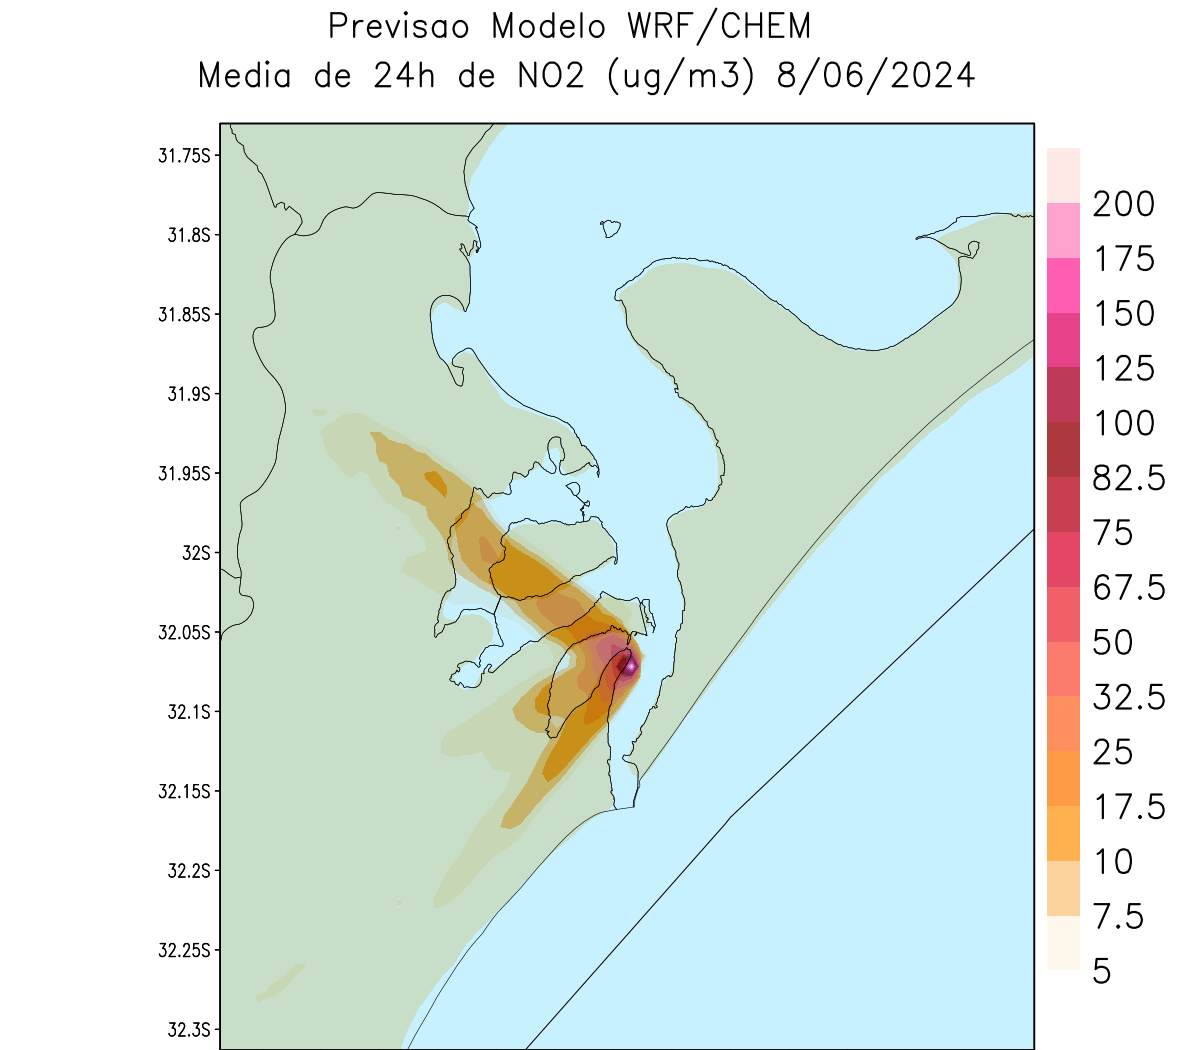 Previsao Modelo WRF/CHEM
Media de 24h de NO2 (ug/m3) 8/06/2024
31.75S
31.8S
31.85S
31.9S
31.95S
32S
32.05S
32.1S
32.15S
32.2S
32.25S
32.3S
200
175
150
125
100
82.5
75
67.5
50
32.5
25
17.5
10
7.5
5